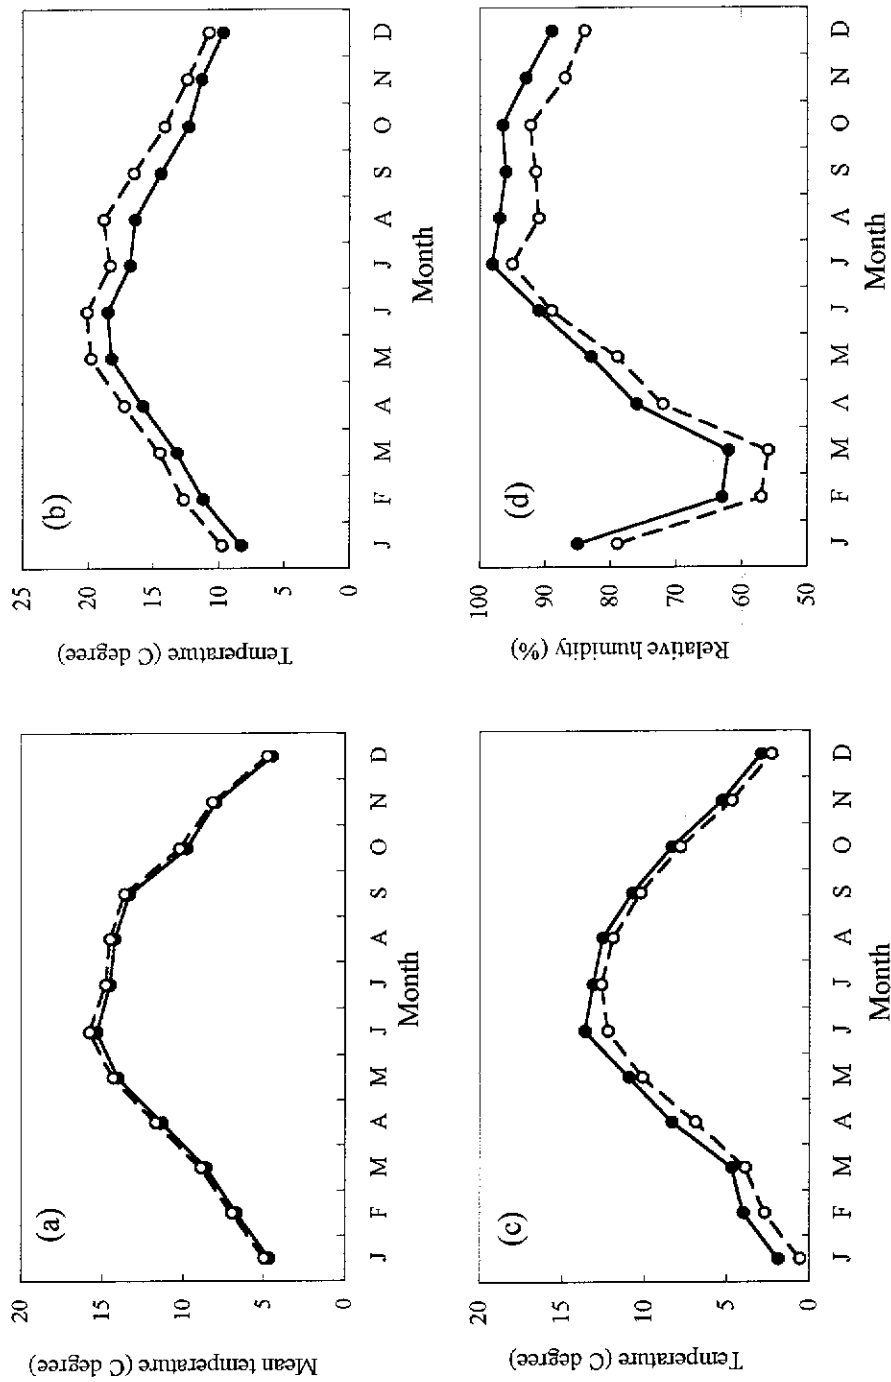 (a)
Mean temperature (C degree)
20
15
10
5
0
J F M A M J J A S O N D
Month
(b)
Temperature (C degree)
25
20
15
10
5
0
J F M A M J J A S O N D
Month
(c)
Temperature (C degree)
20
15
10
5
0
J F M A M J J A S O N D
Month
(d)
Relative humidity (%)
100
90
80
70
60
50
J F M A M J J A S O N D
Month